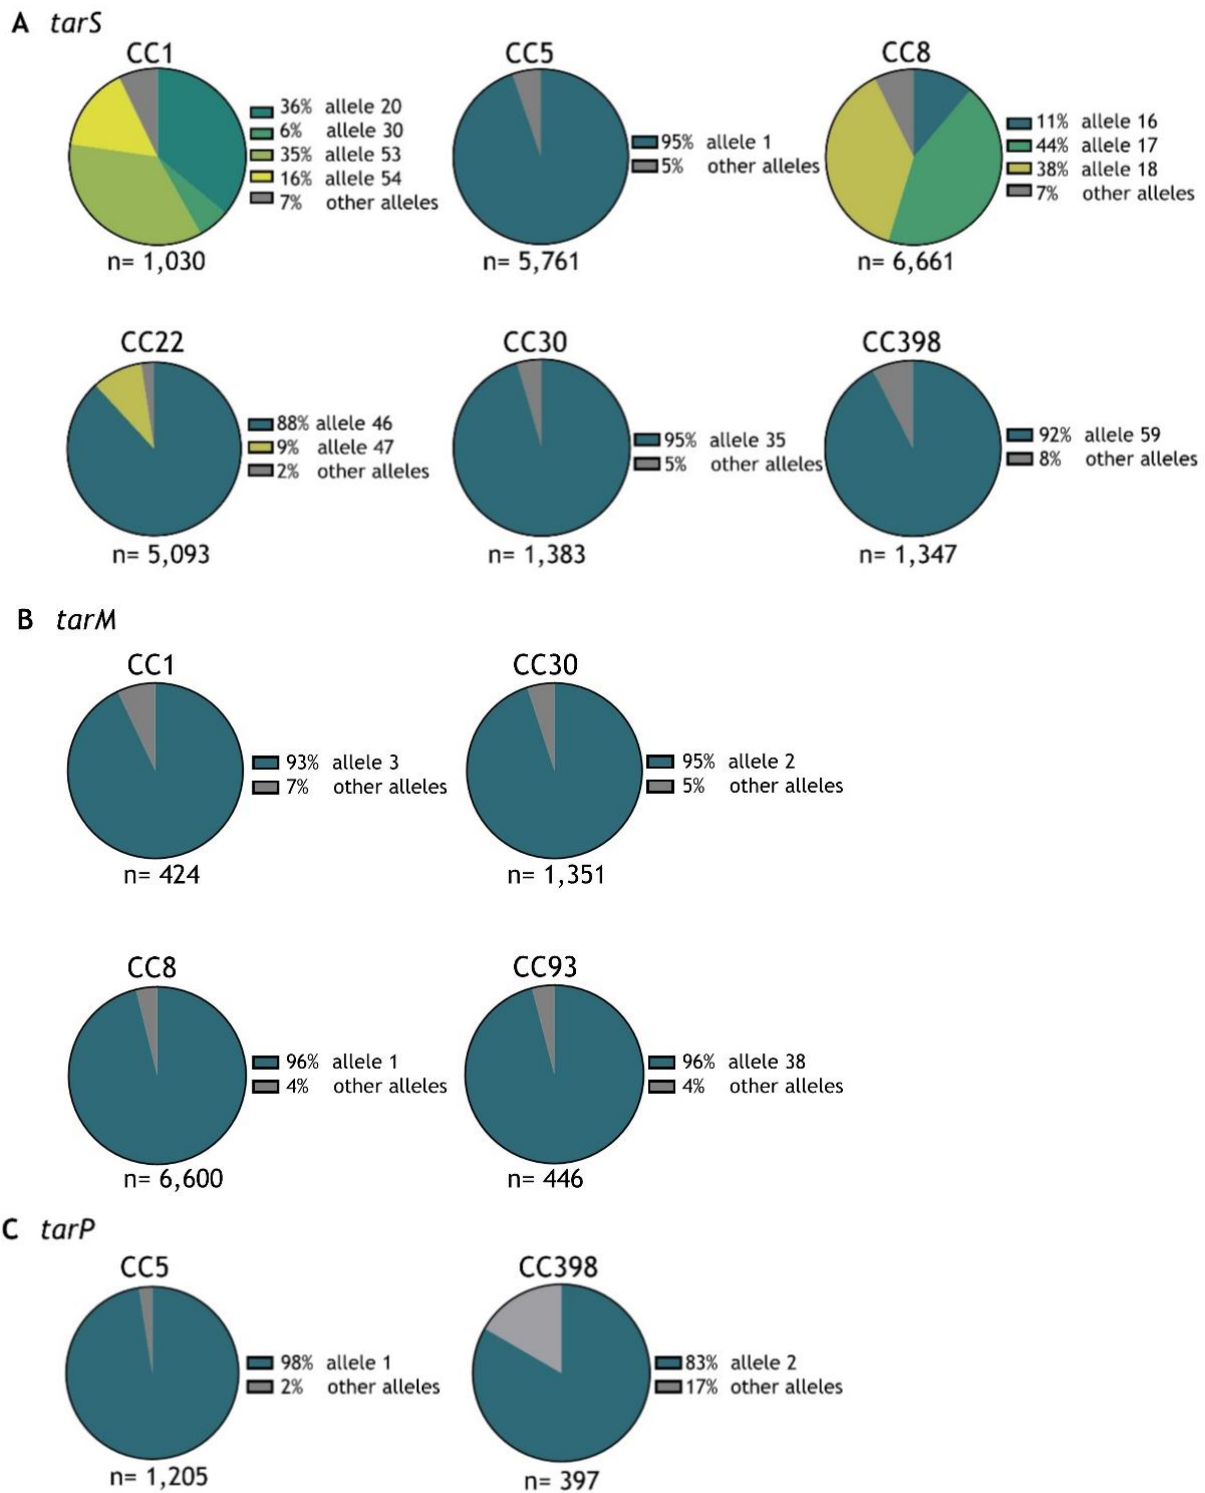 A tarS
CC1
36% allele 20
6% allele 30
35% allele 53
16% allele 54
7% other alleles
n= 1,030
CC5
95% allele 1
5% other alleles
n= 5,761
CC8
11% allele 16
44% allele 17
38% allele 18
7% other alleles
n= 6,661
CC22
88% allele 46
9% allele 47
2% other alleles
n= 5,093
CC30
95% allele 35
5% other alleles
n= 1,383
CC398
92% allele 59
8% other alleles
n= 1,347
B tarM
CC1
93% allele 3
7% other alleles
n= 424
CC30
95% allele 2
5% other alleles
n= 1,351
CC8
96% allele 1
4% other alleles
n= 6,600
CC93
96% allele 38
4% other alleles
n= 446
C tarP
CC5
98% allele 1
2% other alleles
n= 1,205
CC398
83% allele 2
17% other alleles
n= 397